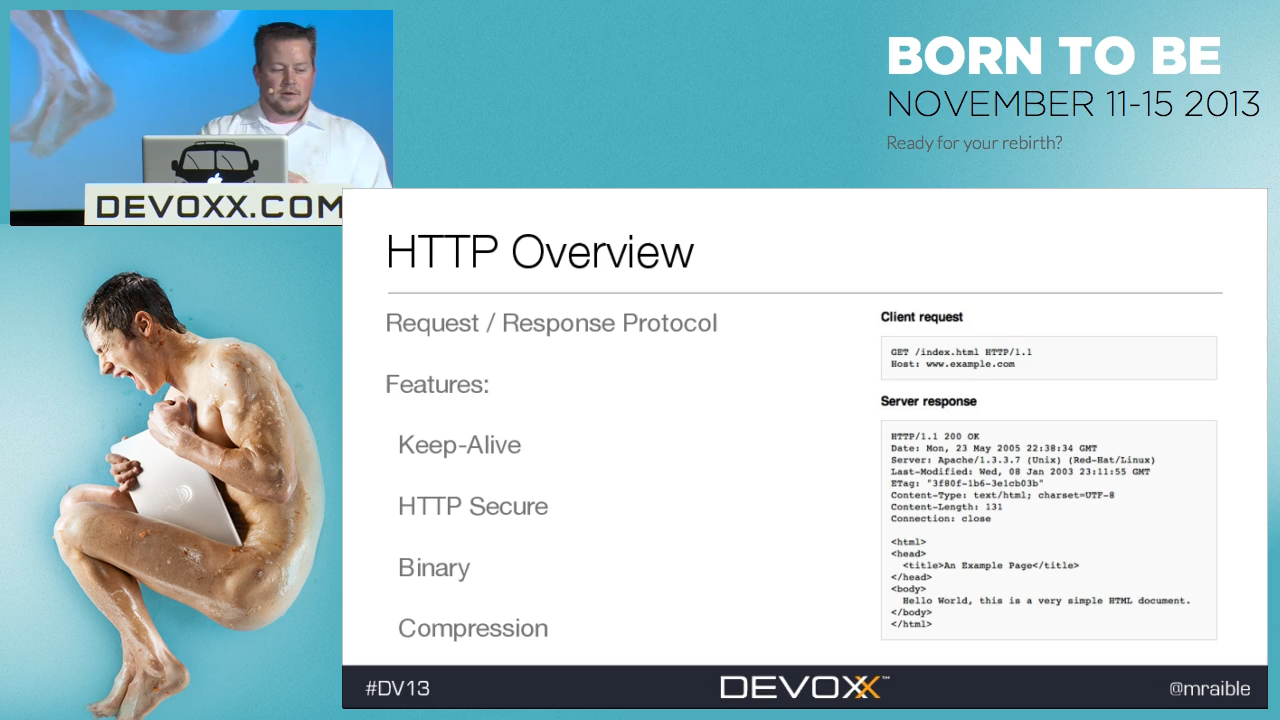 BORN TO BE
NOVEMBER 11-15 2013
Ready for your rebirth?
DEVOXX.COM
HTTP Overview
Request / Response Protocol
Features:
Keep-Alive
HTTP Secure
Binary
Compression
Client request
GET /index.html HTTP/1.1
Host: www.example.com
Server response
HTTP/1.1 200 OK
Date: Mon, 23 May 2005 22:38:34 GMT
Server: Apache/1.3.3.7 (Unix) (Red-Hat/Linux)
Last-Modified: Wed, 08 Jan 2003 23:11:55 GMT
ETag: "3f80f-1b6-3e1cb03b"
Content-Type: text/html; charset=UTF-8
Content-Length: 131
Connection: close
<html>
<head>
<title>An Example Page</title>
</head>
<body>
Hello World, this is a very simple HTML document.
</body>
</html>
#DV13
DEVOXX™
@mraible